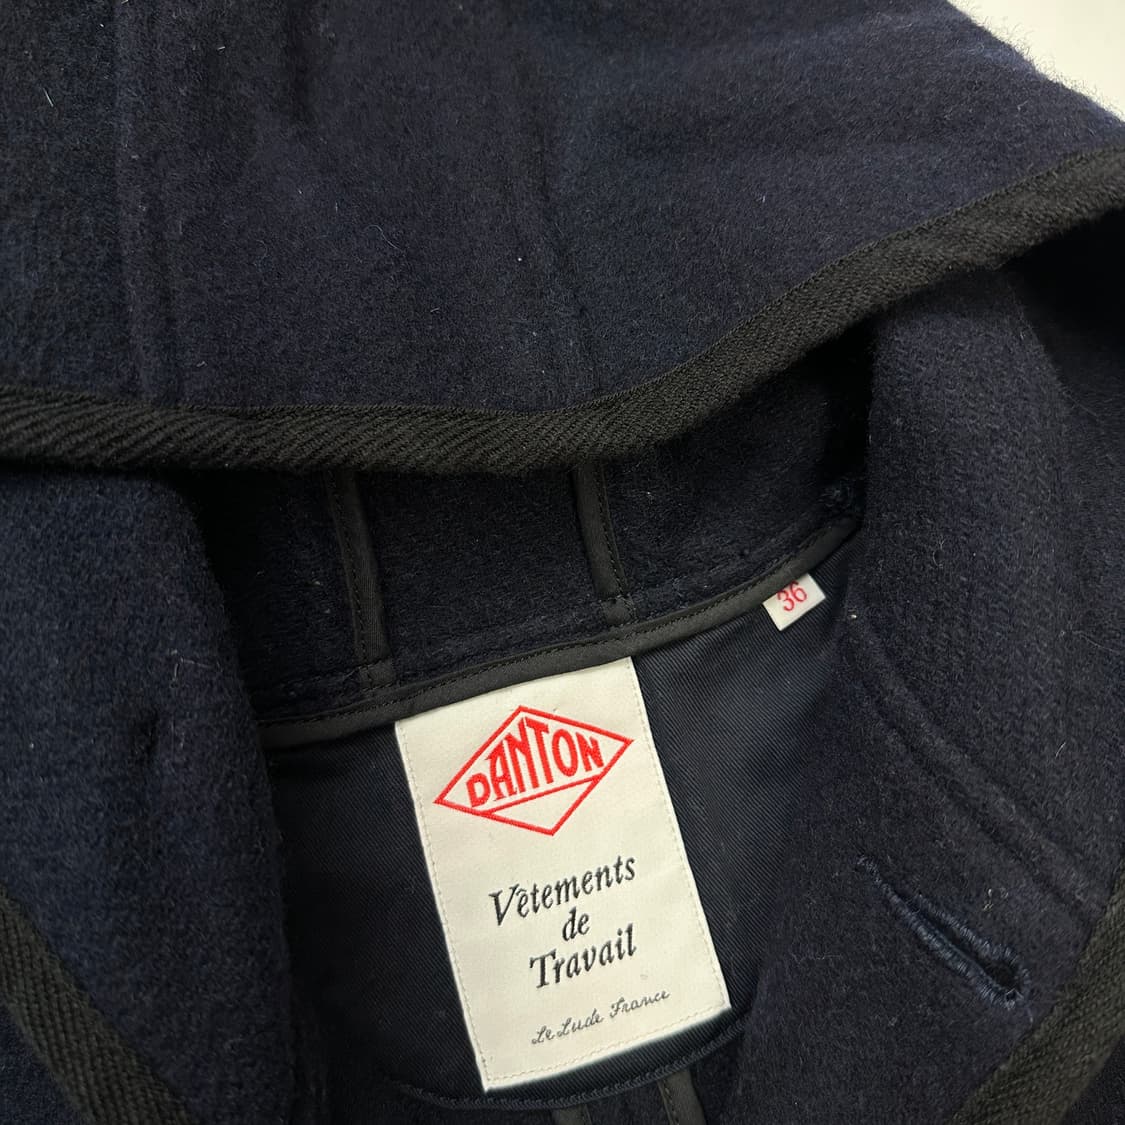 36
DANTON
Vêtements
de
Travail
Le Lude France